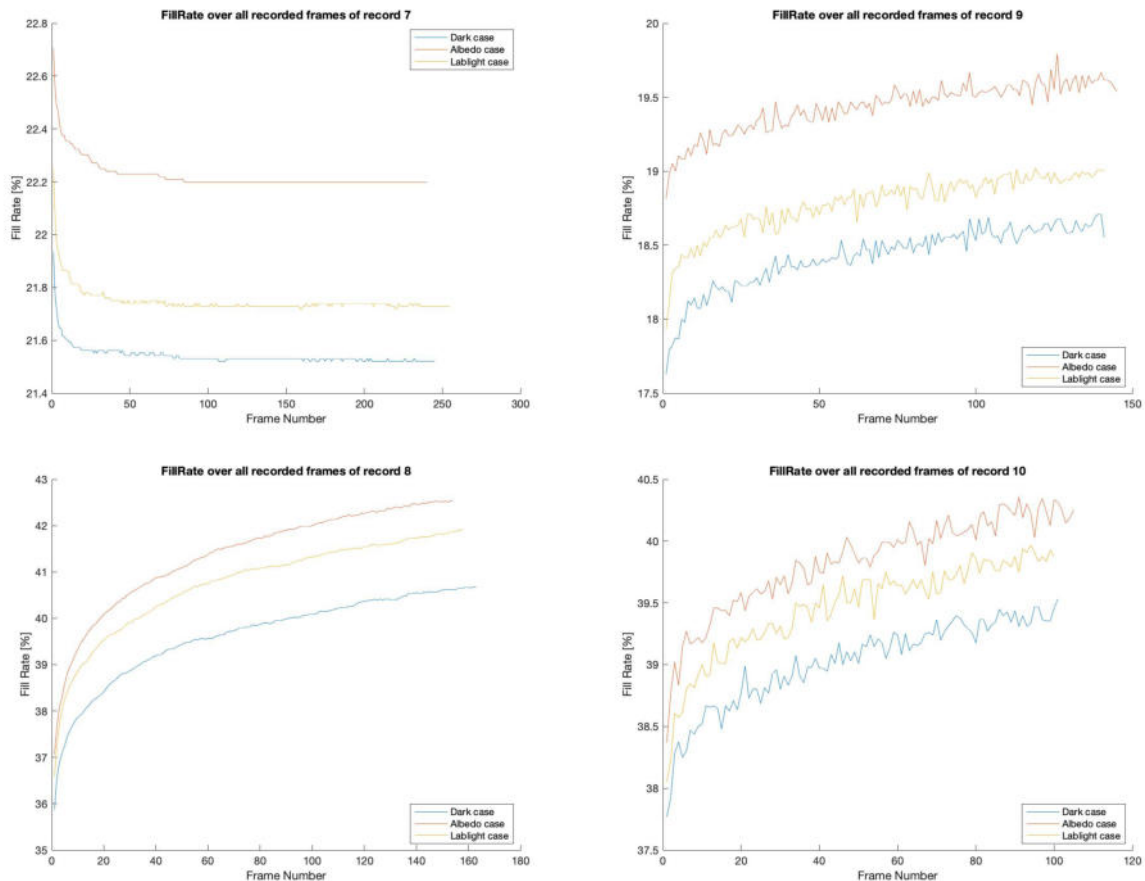 FillRate over all recorded frames of record 7
22.8
22.6
22.4
22.2
22
21.8
21.6
21.4
Fill Rate [%]
0
50
100
150
200
250
300
Frame Number
Dark case
Albedo case
Lablight case
FillRate over all recorded frames of record 9
20
19.5
19
18.5
18
17.5
Fill Rate [%]
0
50
100
150
Frame Number
Dark case
Albedo case
Lablight case
FillRate over all recorded frames of record 8
43
42
41
40
39
38
37
36
35
Fill Rate [%]
0
20
40
60
80
100
120
140
160
180
Frame Number
Dark case
Albedo case
Lablight case
FillRate over all recorded frames of record 10
40.5
40
39.5
39
38.5
38
37.5
Fill Rate [%]
0
20
40
60
80
100
120
Frame Number
Dark case
Albedo case
Lablight case